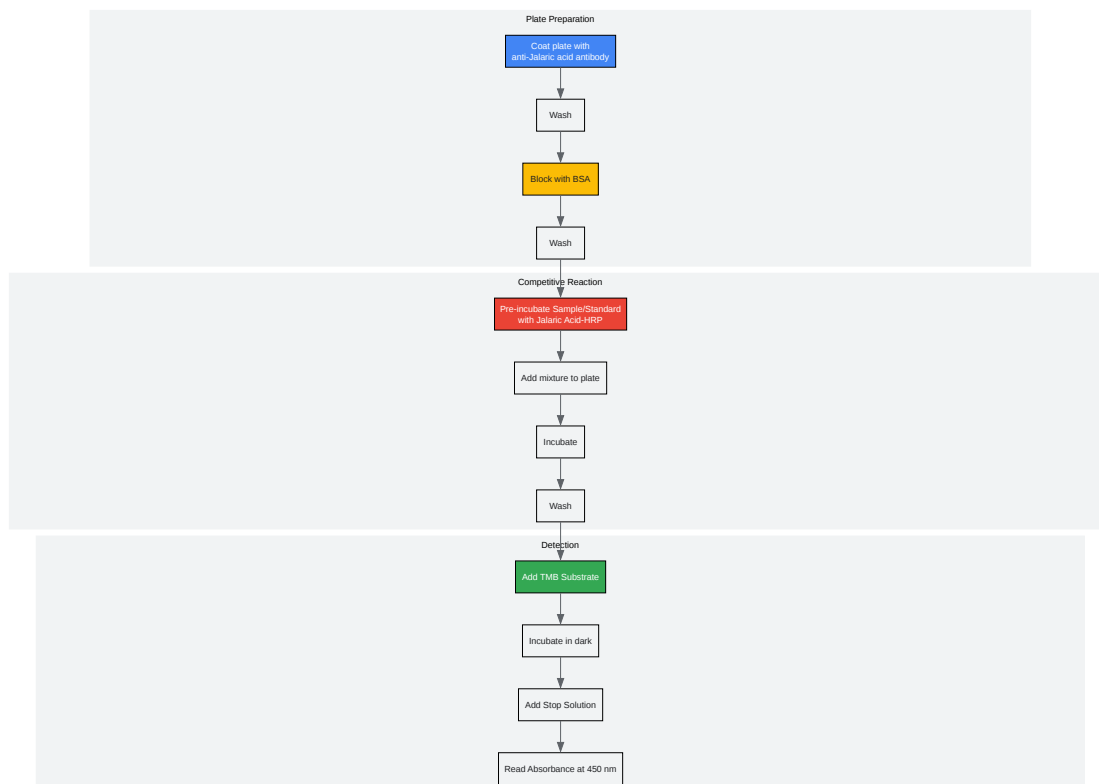 Plate Preparation
Coat plate with
anti-Jalaric acid antibody
Wash
Block with BSA
Wash
Competitive Reaction
Pre-incubate Sample/Standard
with Jalaric Acid-HRP
Add mixture to plate
Incubate
Wash
Detection
Add TMB Substrate
Incubate in dark
Add Stop Solution
Read Absorbance at 450 nm